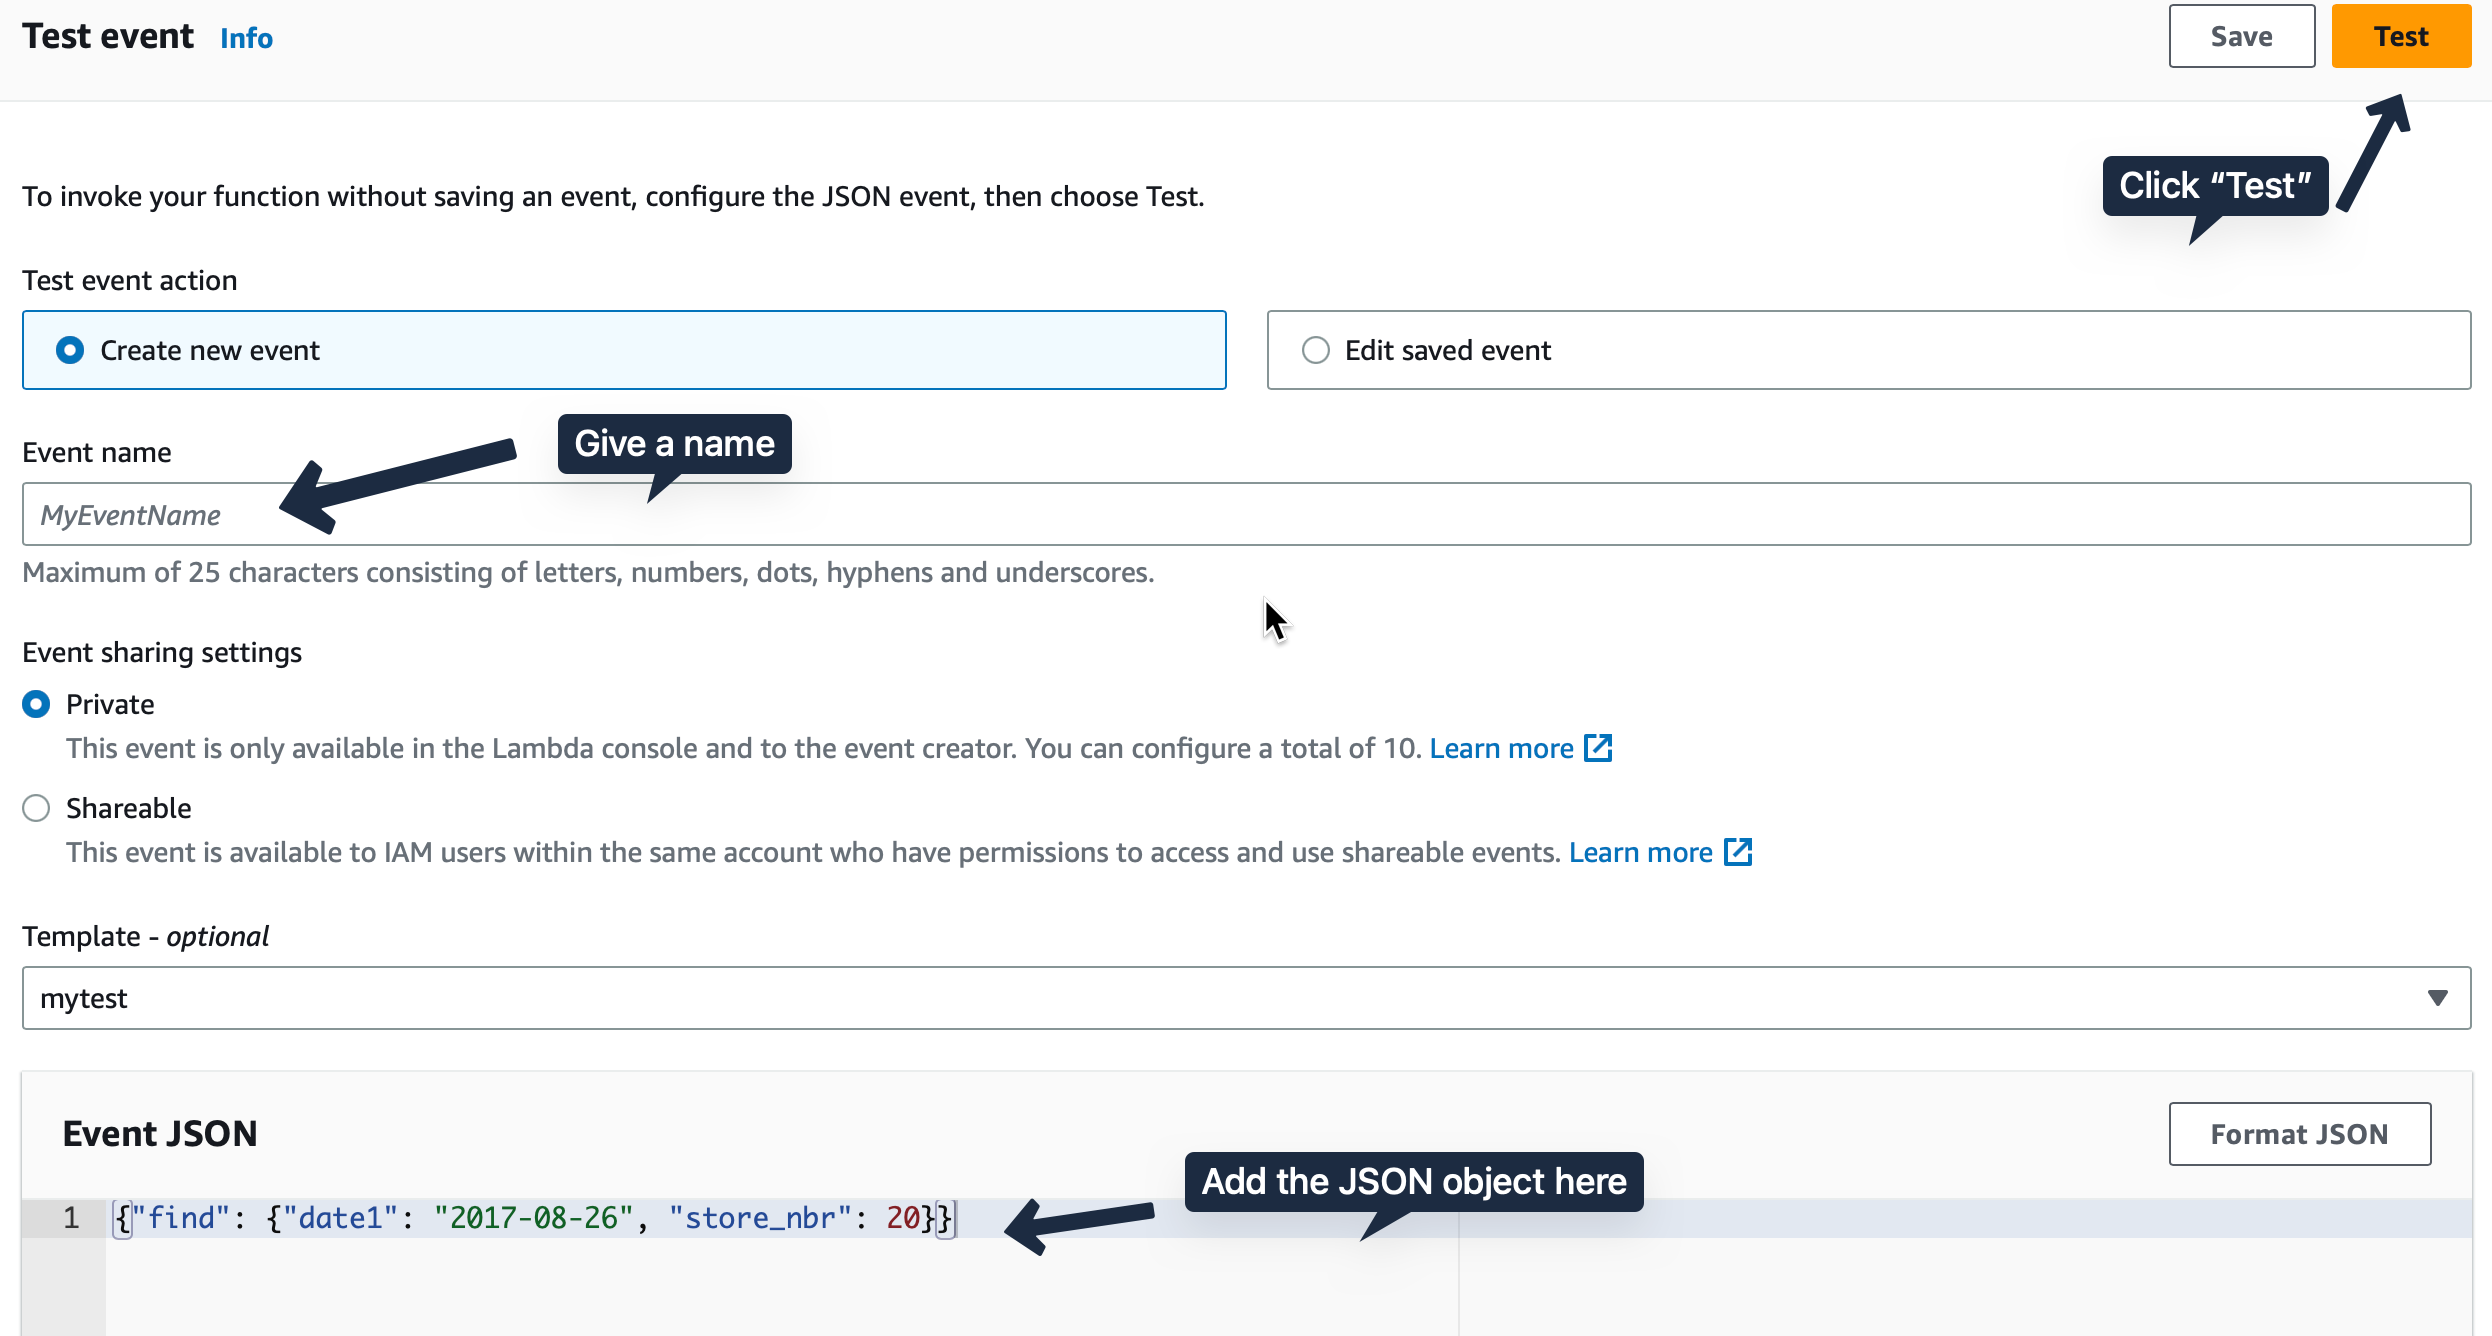 Test event Info Save Test
Click “Test”
To invoke your function without saving an event, configure the JSON event, then choose Test.
Test event action
Create new event Edit saved event
Give a name
Event name
MyEventName
Maximum of 25 characters consisting of letters, numbers, dots, hyphens and underscores.
Event sharing settings
Private
This event is only available in the Lambda console and to the event creator. You can configure a total of 10. Learn more
Shareable
This event is available to IAM users within the same account who have permissions to access and use shareable events. Learn more
Template - optional
mytest
Event JSON Format JSON
Add the JSON object here
1 {"find": {"date1": "2017-08-26", "store_nbr": 20}}